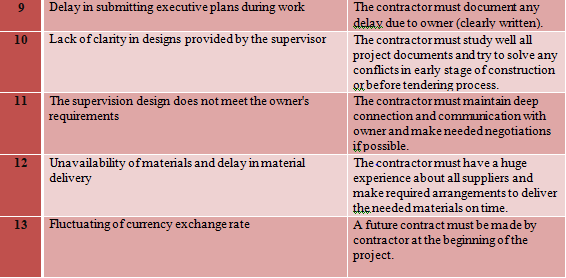 9 Delay in submitting executive plans during work The contractor must document any
delay due to owner (clearly written).
10 Lack of clarity in designs provided by the supervisor The contractor must study well all
project documents and try to solve any
conflicts in early stage of construction
or before tendering process.
11 The supervision design does not meet the owner's The contractor must maintain deep
requirements connection and communication with
owner and make needed negotiations
if possible.
12 Unavailability of materials and delay in material The contractor must have a huge
delivery experience about all suppliers and
make required arrangements to deliver
the needed materials on time.
13 Fluctuating of currency exchange rate A future contract must be made by
contractor at the beginning of the
project.